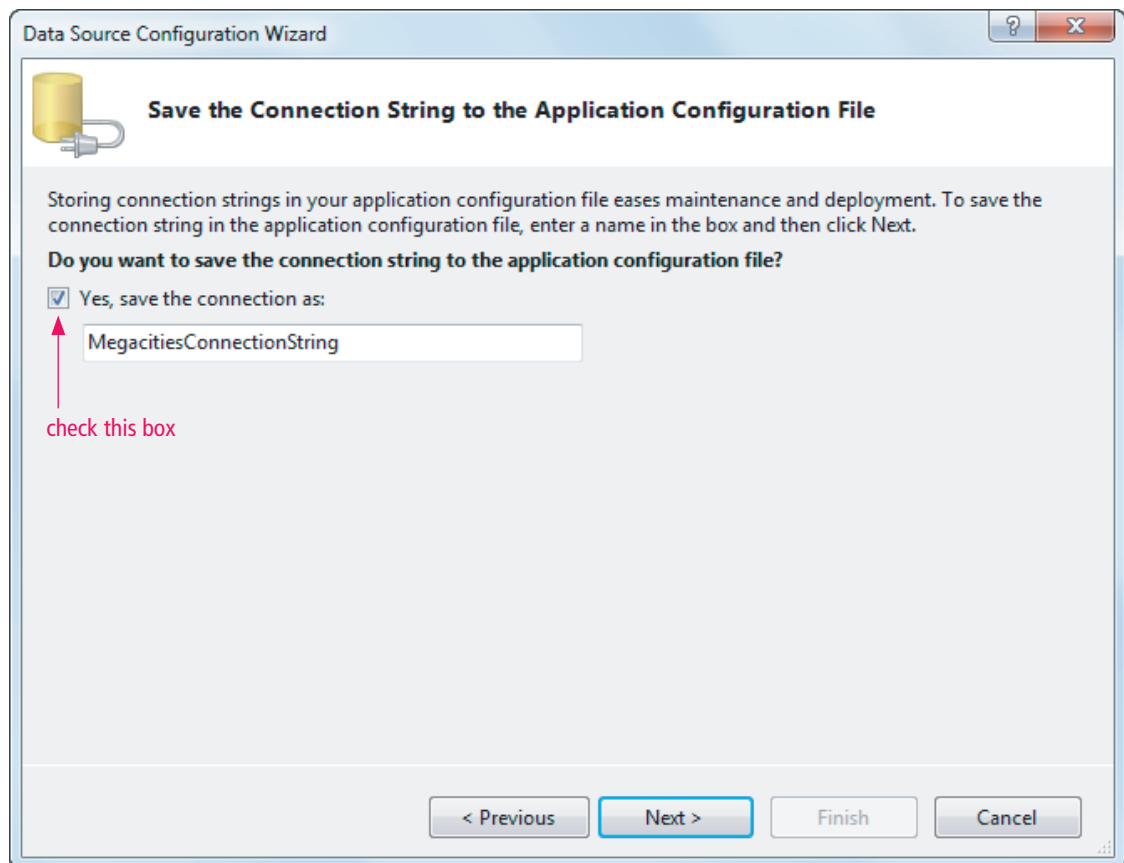 Data Source Configuration Wizard
Save the Connection String to the Application Configuration File
Storing connection strings in your application configuration file eases maintenance and deployment. To save the
connection string in the application configuration file, enter a name in the box and then click Next.
Do you want to save the connection string to the application configuration file?
Yes, save the connection as:
MegacitiesConnectionString
check this box
< Previous
Next >
Finish
Cancel